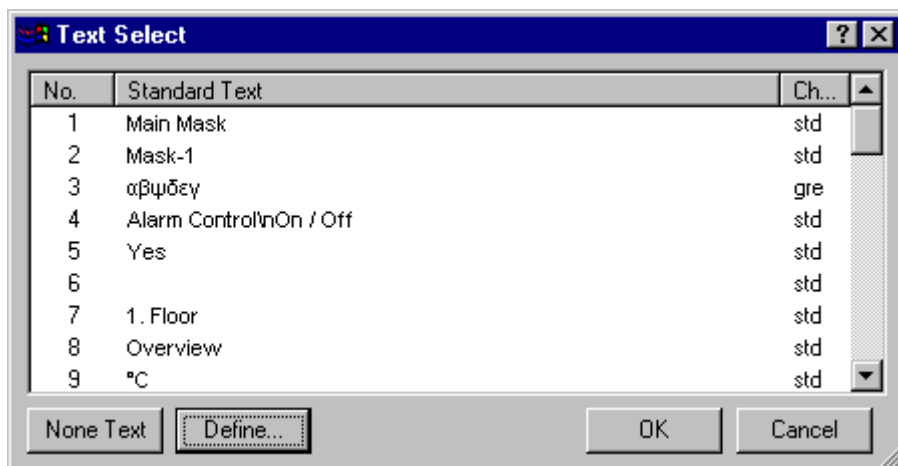 Text Select
No. Standard Text Ch...
1 Main Mask std
2 Mask-1 std
3 αβψδεγ gre
4 Alarm Control\nOn / Off std
5 Yes std
6 std
7 1. Floor std
8 Overview std
9 °C std
None Text Define... OK Cancel